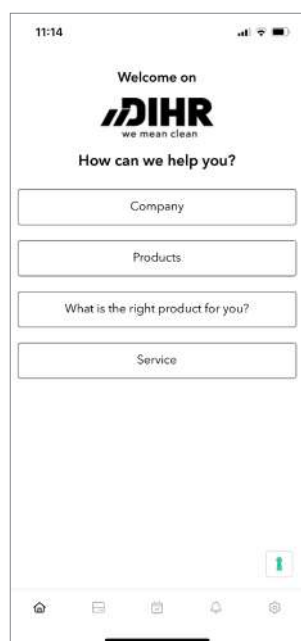 11:14
Welcome on
DIHR
we mean clean
How can we help you?
Company
Products
What is the right product for you?
Service